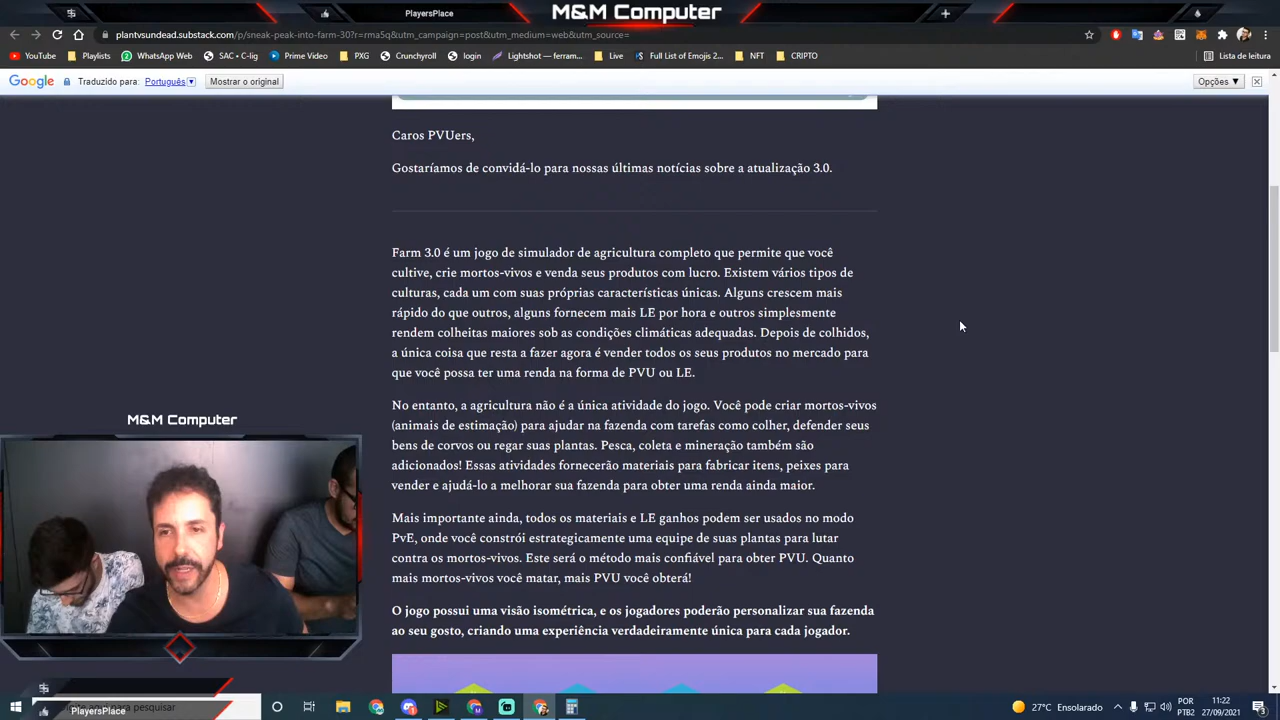 PlayersPlace
M&M Computer
plantvsundead.substack.com/p/sneak-peak-into-farm-30?r=rma5q&utm_campaign=post&utm_medium=web&utm_source=
YouTube
Playlists
WhatsApp Web
SAC • C-lig
Prime Video
PXG
Crunchyroll
login
Lightshot — ferram...
Live
Full List of Emojis 2...
NFT
CRIPTO
Lista de leitura
Google
Traduzido para:
Português
Mostrar o original
Opções ▼
Caros PVUers,
Gostaríamos de convidá-lo para nossas últimas notícias sobre a atualização 3.0.
Farm 3.0 é um jogo de simulador de agricultura completo que permite que você
cultive, crie mortos-vivos e venda seus produtos com lucro. Existem vários tipos de
culturas, cada um com suas próprias características únicas. Alguns crescem mais
rápido do que outros, alguns fornecem mais LE por hora e outros simplesmente
rendem colheitas maiores sob as condições climáticas adequadas. Depois de colhidos,
a única coisa que resta a fazer agora é vender todos os seus produtos no mercado para
que você possa ter uma renda na forma de PVU ou LE.
No entanto, a agricultura não é a única atividade do jogo. Você pode criar mortos-vivos
(animais de estimação) para ajudar na fazenda com tarefas como colher, defender seus
bens de corvos ou regar suas plantas. Pesca, coleta e mineração também são
adicionados! Essas atividades fornecerão materiais para fabricar itens, peixes para
vender e ajudá-lo a melhorar sua fazenda para obter uma renda ainda maior.
Mais importante ainda, todos os materiais e LE ganhos podem ser usados no modo
PvE, onde você constrói estrategicamente uma equipe de suas plantas para lutar
contra os mortos-vivos. Este será o método mais confiável para obter PVU. Quanto
mais mortos-vivos você matar, mais PVU você obterá!
O jogo possui uma visão isométrica, e os jogadores poderão personalizar sua fazenda
ao seu gosto, criando uma experiência verdadeiramente única para cada jogador.
M&M Computer
PlayersPlace
aqui para pesquisar
27°C Ensolarado
POR
PTB2
11:22
27/09/2021